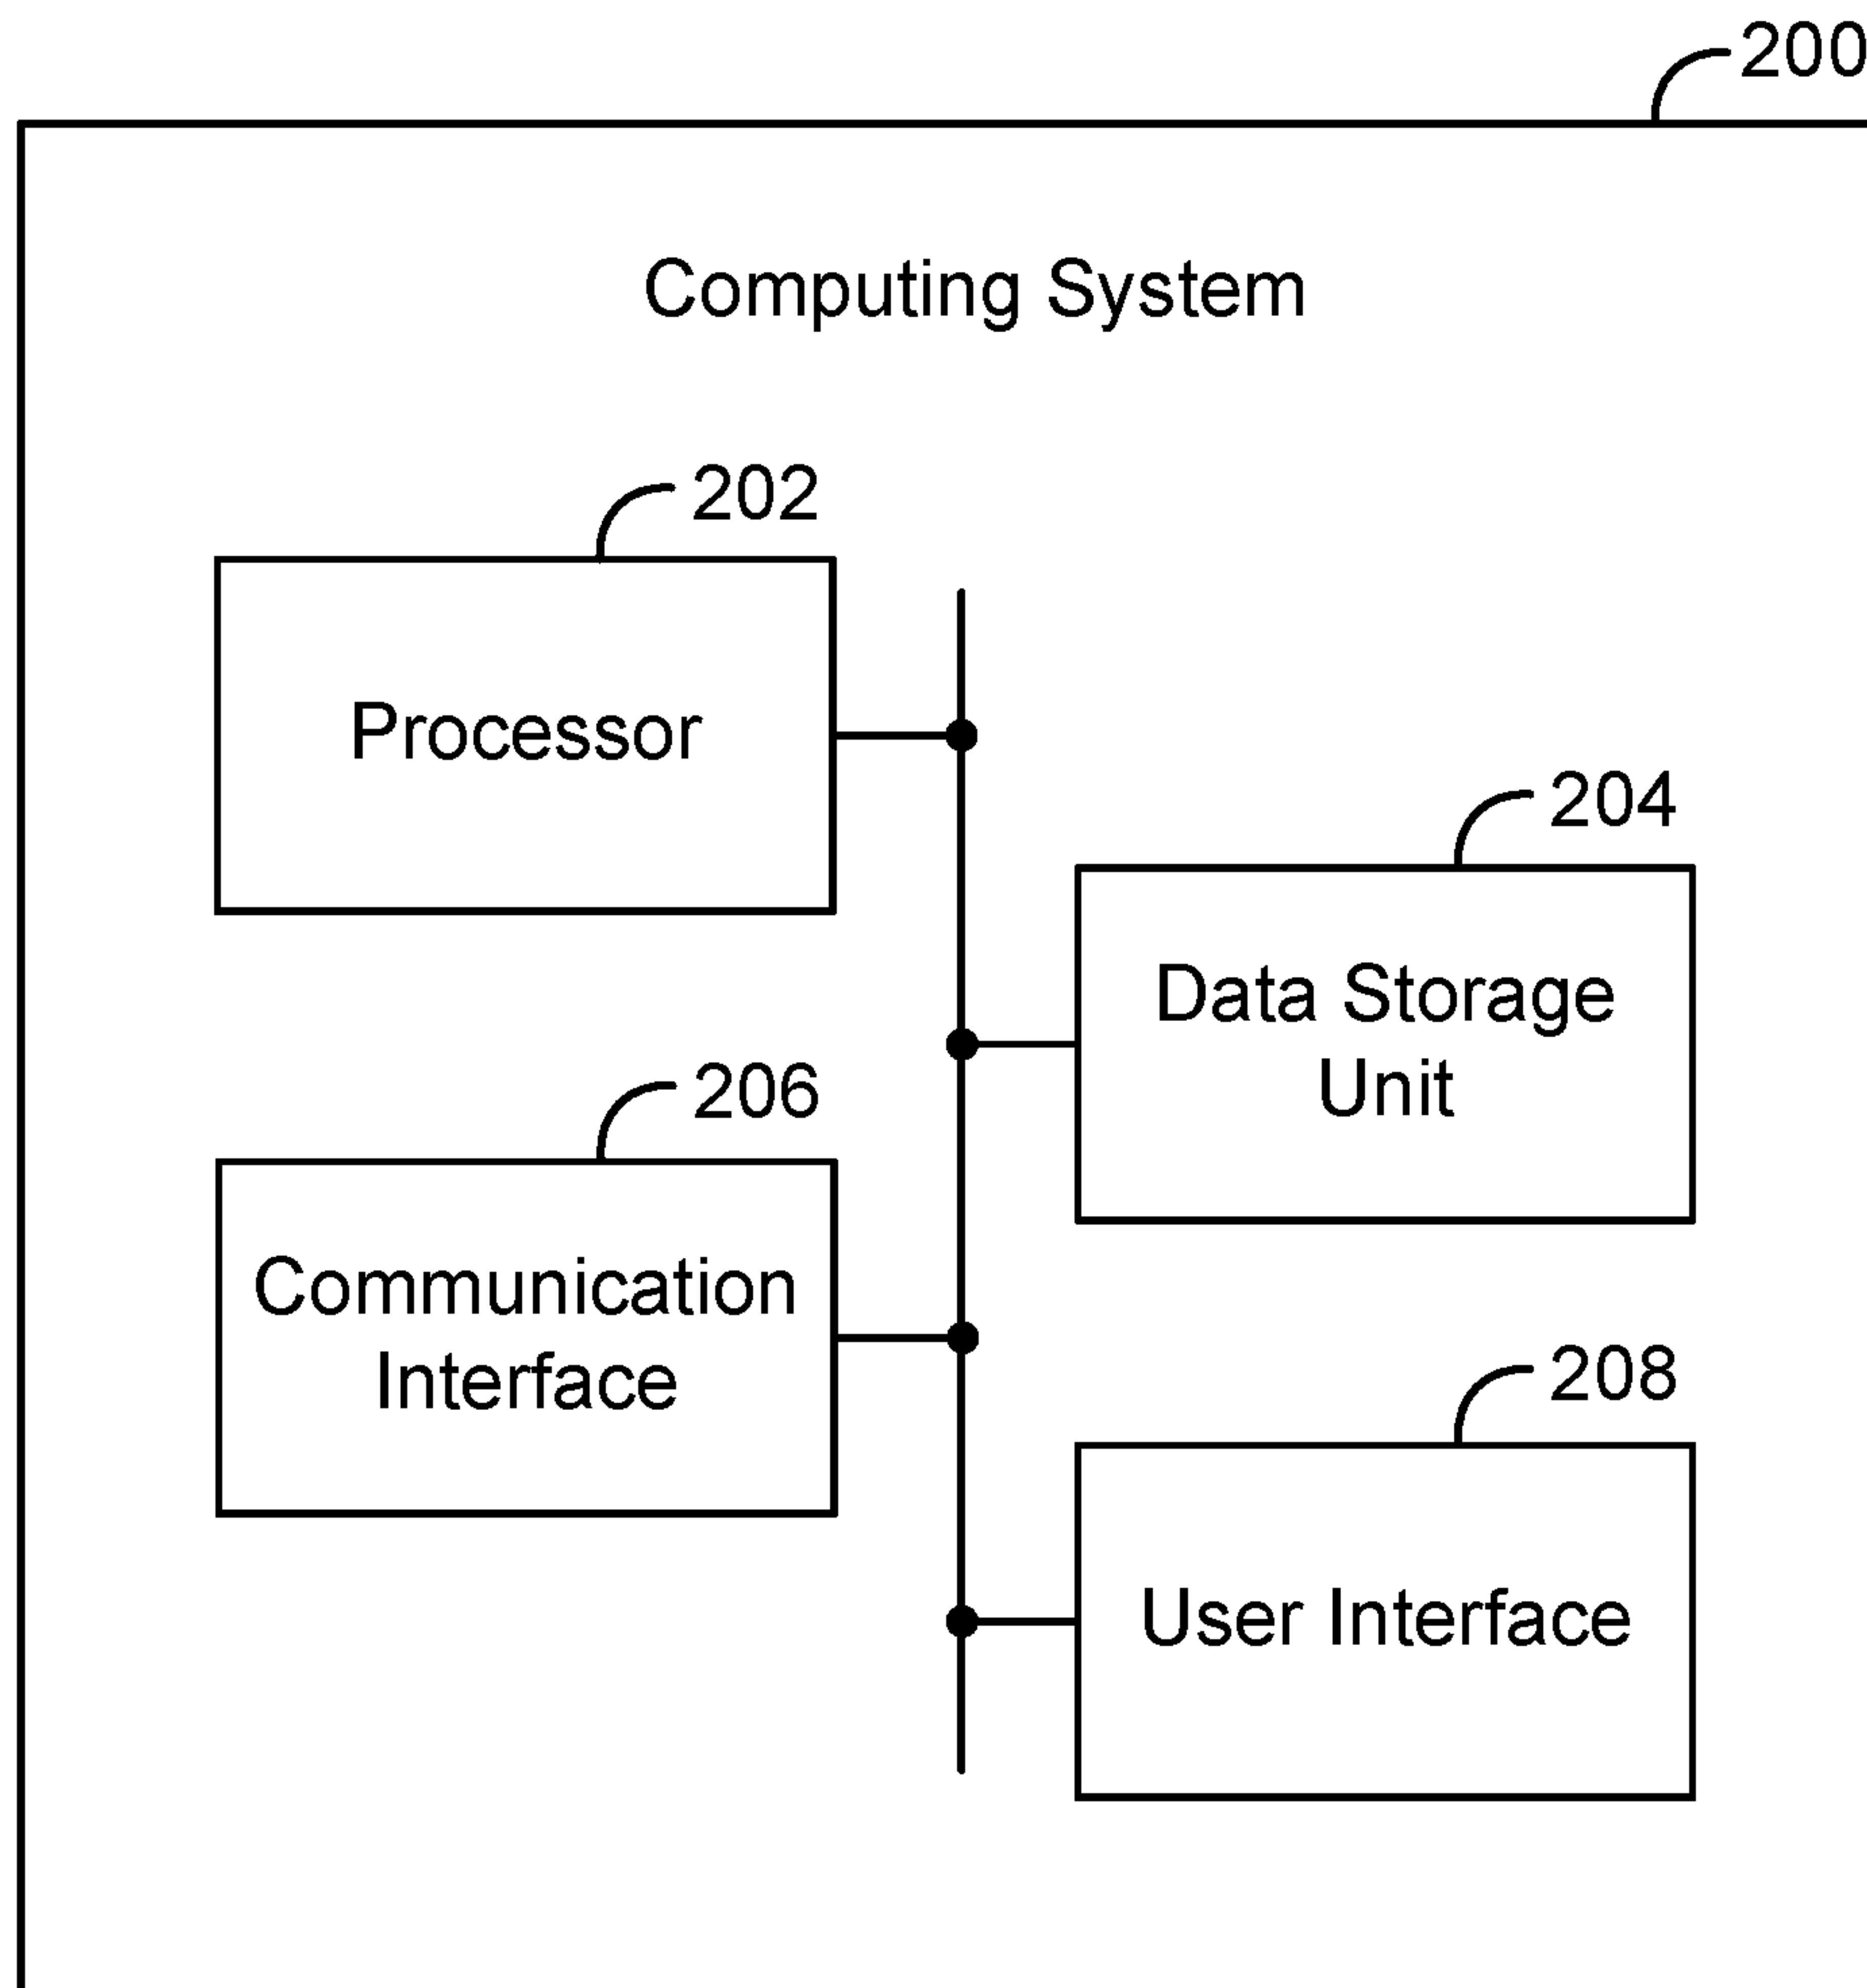 200
Computing System
202
Processor
204
Data Storage
Unit
206
Communication
Interface
208
User Interface